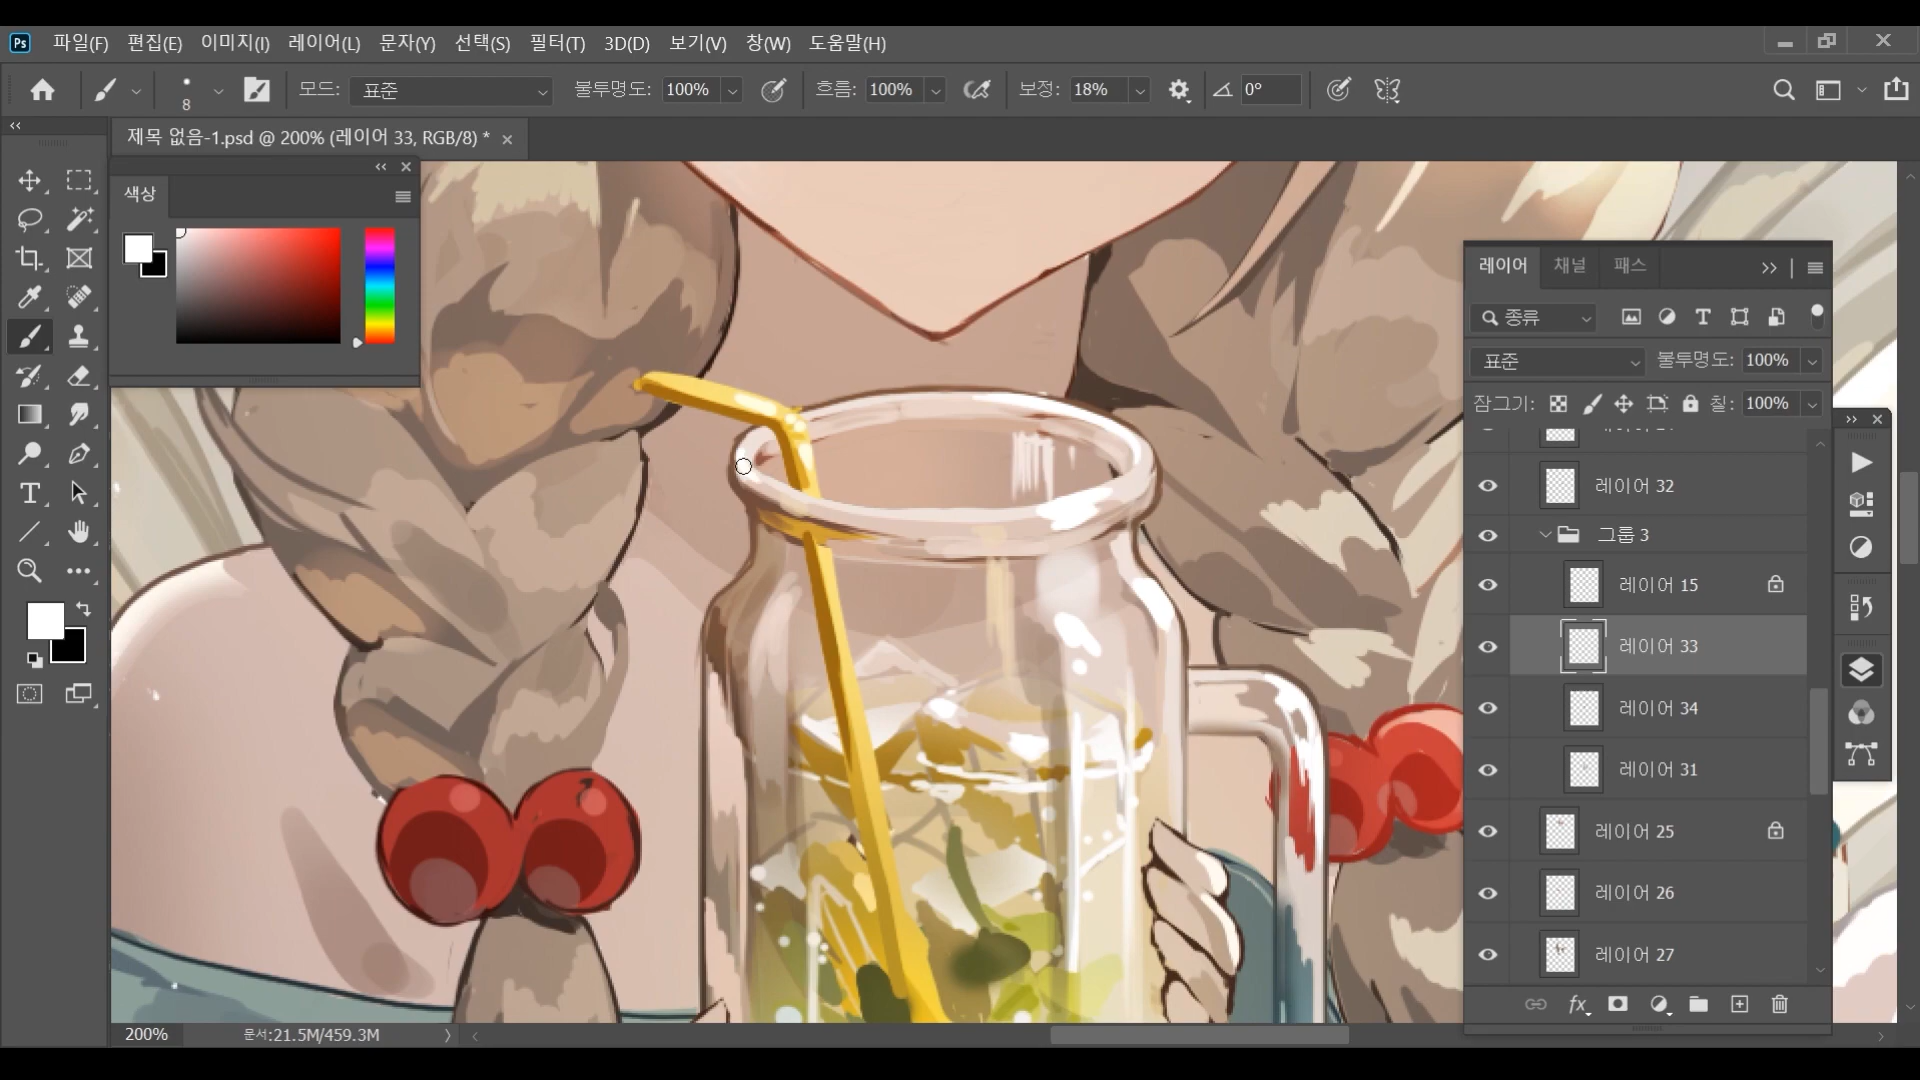 Ps 파일(F) 편집(E) 이미지(I) 레이어(L) 문자(Y) 선택(S) 필터(T) 3D(D) 보기(V) 창(W) 도움말(H)
8 모드: 표준 불투명도: 100% 흐름: 100% 보정: 18% 0°
제목 없음-1.psd @ 200% (레이어 33, RGB/8) *
색상
레이어 채널 패스
종류
표준 불투명도: 100%
잠그기: 칠: 100%
레이어 32
그룹 3
레이어 15
레이어 33
레이어 34
레이어 31
레이어 25
레이어 26
레이어 27
fx
200% 문서:21.5M/459.3M